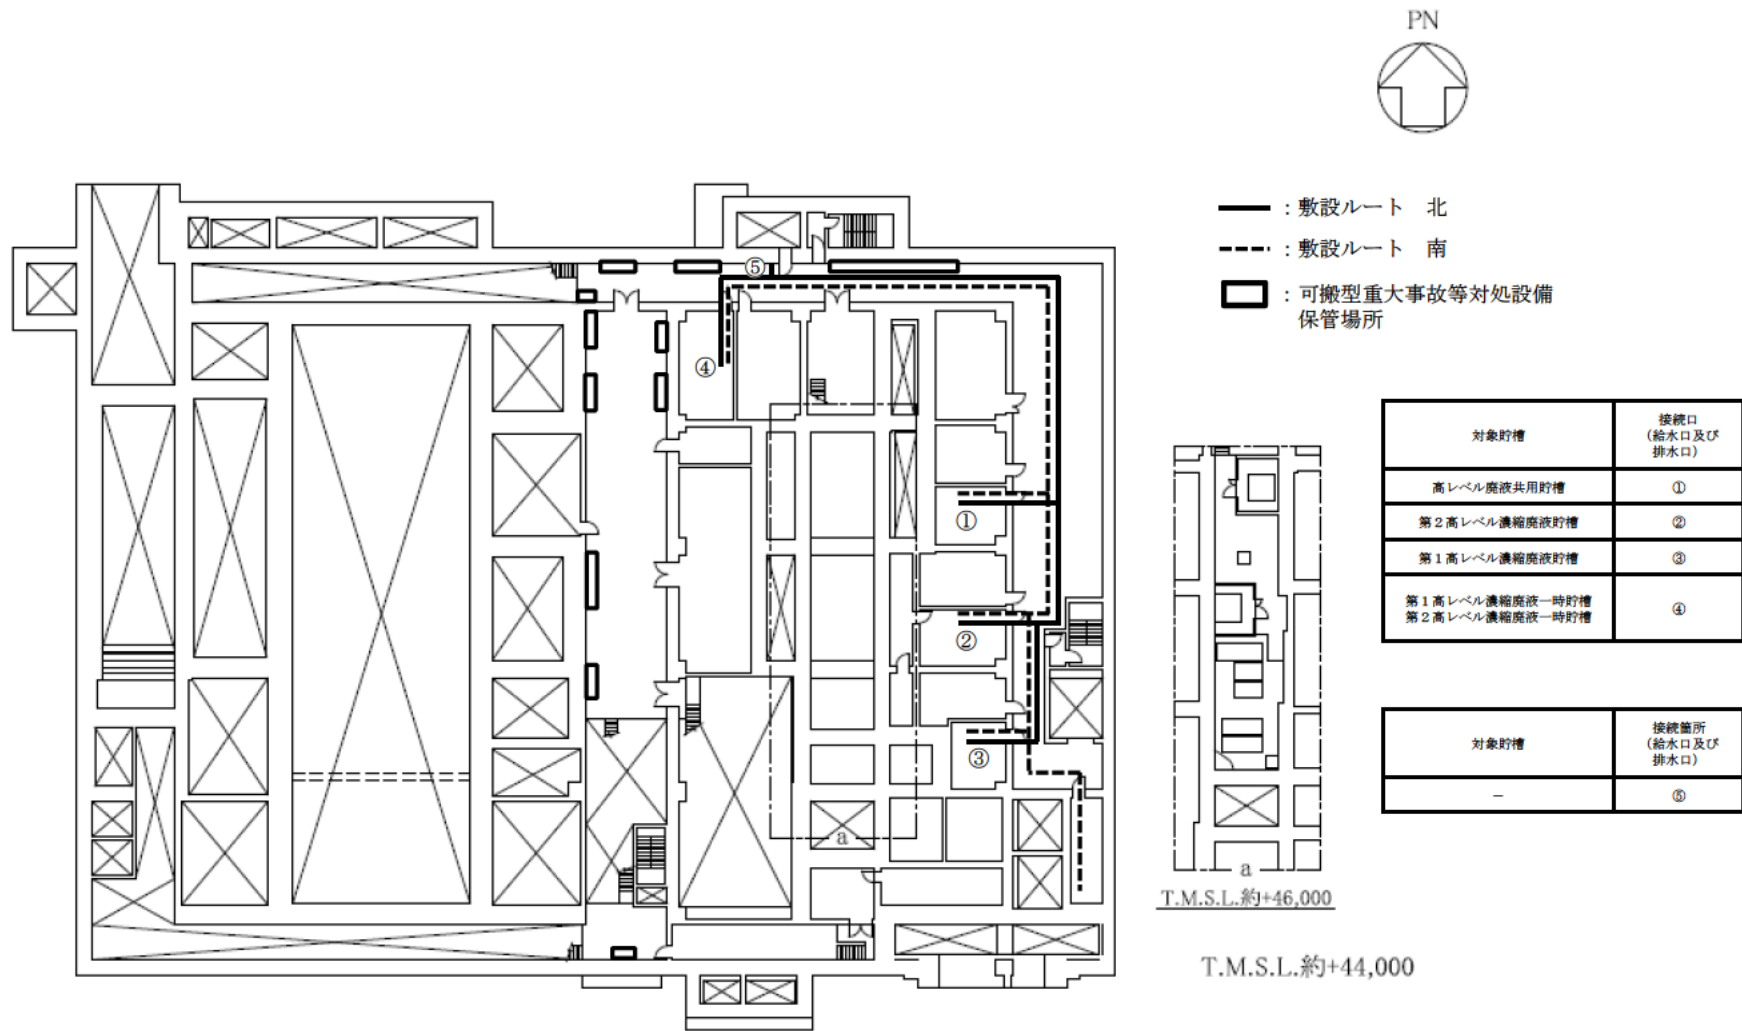 PN
：敷設ルート　北
：敷設ルート　南
：可搬型重大事故等対処設備
保管場所
⑤
④
①
②
③
a
対象貯槽
接続口
（給水口及び
排水口）
高レベル廃液共用貯槽
①
第２高レベル濃縮廃液貯槽
②
第１高レベル濃縮廃液貯槽
③
第１高レベル濃縮廃液一時貯槽
第２高レベル濃縮廃液一時貯槽
④
対象貯槽
接続箇所
（給水口及び
排水口）
－
⑤
a
T.M.S.L.約+46,000
T.M.S.L.約+44,000